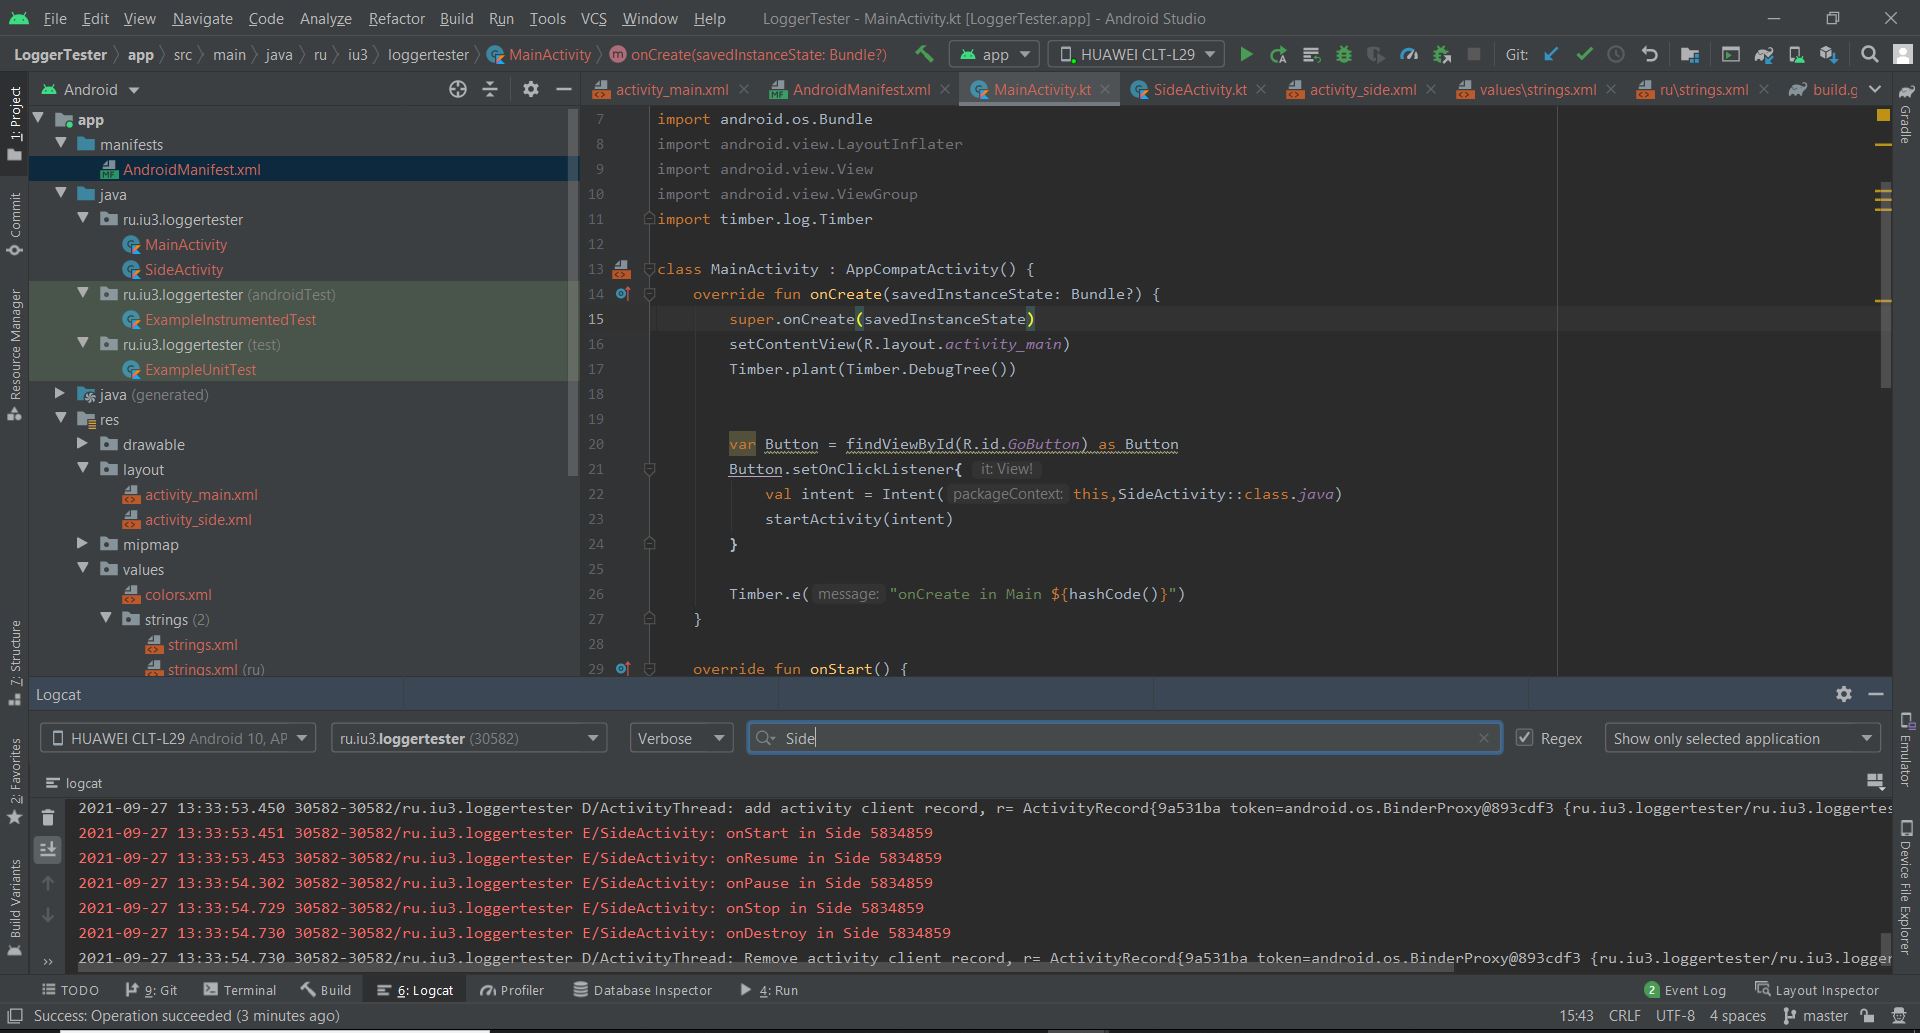 File Edit View Navigate Code Analyze Refactor Build Run Tools VCS Window Help LoggerTester - MainActivity.kt [LoggerTester.app] - Android Studio
LoggerTester app src main java ru iu3 loggertester MainActivity m onCreate(savedInstanceState: Bundle?) app HUAWEI CLT-L29 Git:
Android
activity_main.xml AndroidManifest.xml MainActivity.kt SideActivity.kt activity_side.xml values\strings.xml ru\strings.xml build.g
1: Project
Commit
Resource Manager
7: Structure
2: Favorites
Build Variants
app
manifests
AndroidManifest.xml
java
ru.iu3.loggertester
MainActivity
SideActivity
ru.iu3.loggertester (androidTest)
ExampleInstrumentedTest
ru.iu3.loggertester (test)
ExampleUnitTest
java (generated)
res
drawable
layout
activity_main.xml
activity_side.xml
mipmap
values
colors.xml
strings (2)
strings.xml
strings.xml (ru)
7 import android.os.Bundle
8 import android.view.LayoutInflater
9 import android.view.View
10 import android.view.ViewGroup
11 import timber.log.Timber
12
13 class MainActivity : AppCompatActivity() {
14 override fun onCreate(savedInstanceState: Bundle?) {
15 super.onCreate(savedInstanceState)
16 setContentView(R.layout.activity_main)
17 Timber.plant(Timber.DebugTree())
18
19
20 var Button = findViewById(R.id.GoButton) as Button
21 Button.setOnClickListener{ it: View!
22 val intent = Intent( packageContext: this,SideActivity::class.java)
23 startActivity(intent)
24 }
25
26 Timber.e( message: "onCreate in Main ${hashCode()}")
27 }
28
29 override fun onStart() {
Gradle
Emulator
Device File Explorer
Logcat
HUAWEI CLT-L29 Android 10, AP ru.iu3.loggertester (30582) Verbose Side Regex Show only selected application
logcat
2021-09-27 13:33:53.450 30582-30582/ru.iu3.loggertester D/ActivityThread: add activity client record, r= ActivityRecord{9a531ba token=android.os.BinderProxy@893cdf3 {ru.iu3.loggertester/ru.iu3.loggertes
2021-09-27 13:33:53.451 30582-30582/ru.iu3.loggertester E/SideActivity: onStart in Side 5834859
2021-09-27 13:33:53.453 30582-30582/ru.iu3.loggertester E/SideActivity: onResume in Side 5834859
2021-09-27 13:33:54.302 30582-30582/ru.iu3.loggertester E/SideActivity: onPause in Side 5834859
2021-09-27 13:33:54.729 30582-30582/ru.iu3.loggertester E/SideActivity: onStop in Side 5834859
2021-09-27 13:33:54.730 30582-30582/ru.iu3.loggertester E/SideActivity: onDestroy in Side 5834859
2021-09-27 13:33:54.730 30582-30582/ru.iu3.loggertester D/ActivityThread: Remove activity client record, r= ActivityRecord{9a531ba token=android.os.BinderProxy@893cdf3 {ru.iu3.loggertester/ru.iu3.logger
TODO 9: Git Terminal Build 6: Logcat Profiler Database Inspector 4: Run 2 Event Log Layout Inspector
Success: Operation succeeded (3 minutes ago) 15:43 CRLF UTF-8 4 spaces master